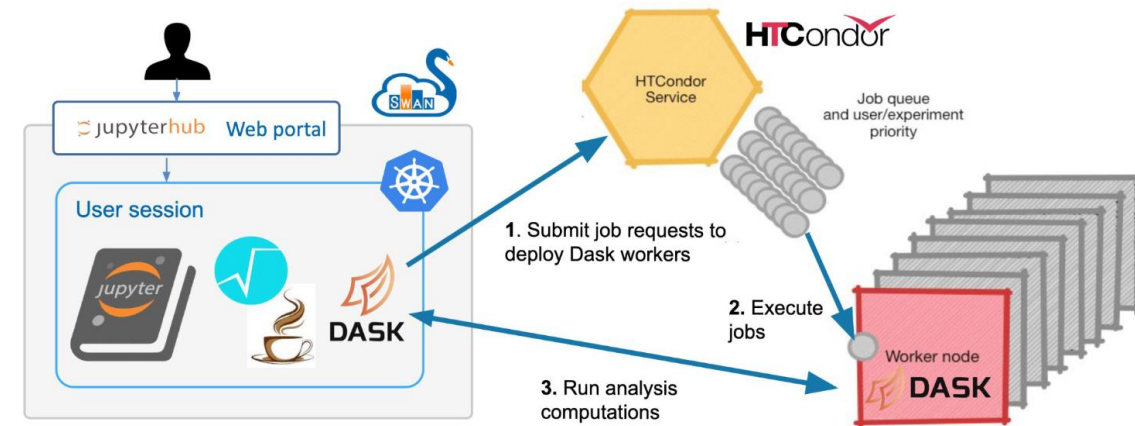 HTCondor
HTCondor
Service
Job queue
and user/experiment
priority
SWAN
jupyterhub Web portal
User session
jupyter
DASK
1. Submit job requests to
deploy Dask workers
2. Execute
jobs
Worker node
DASK
3. Run analysis
computations